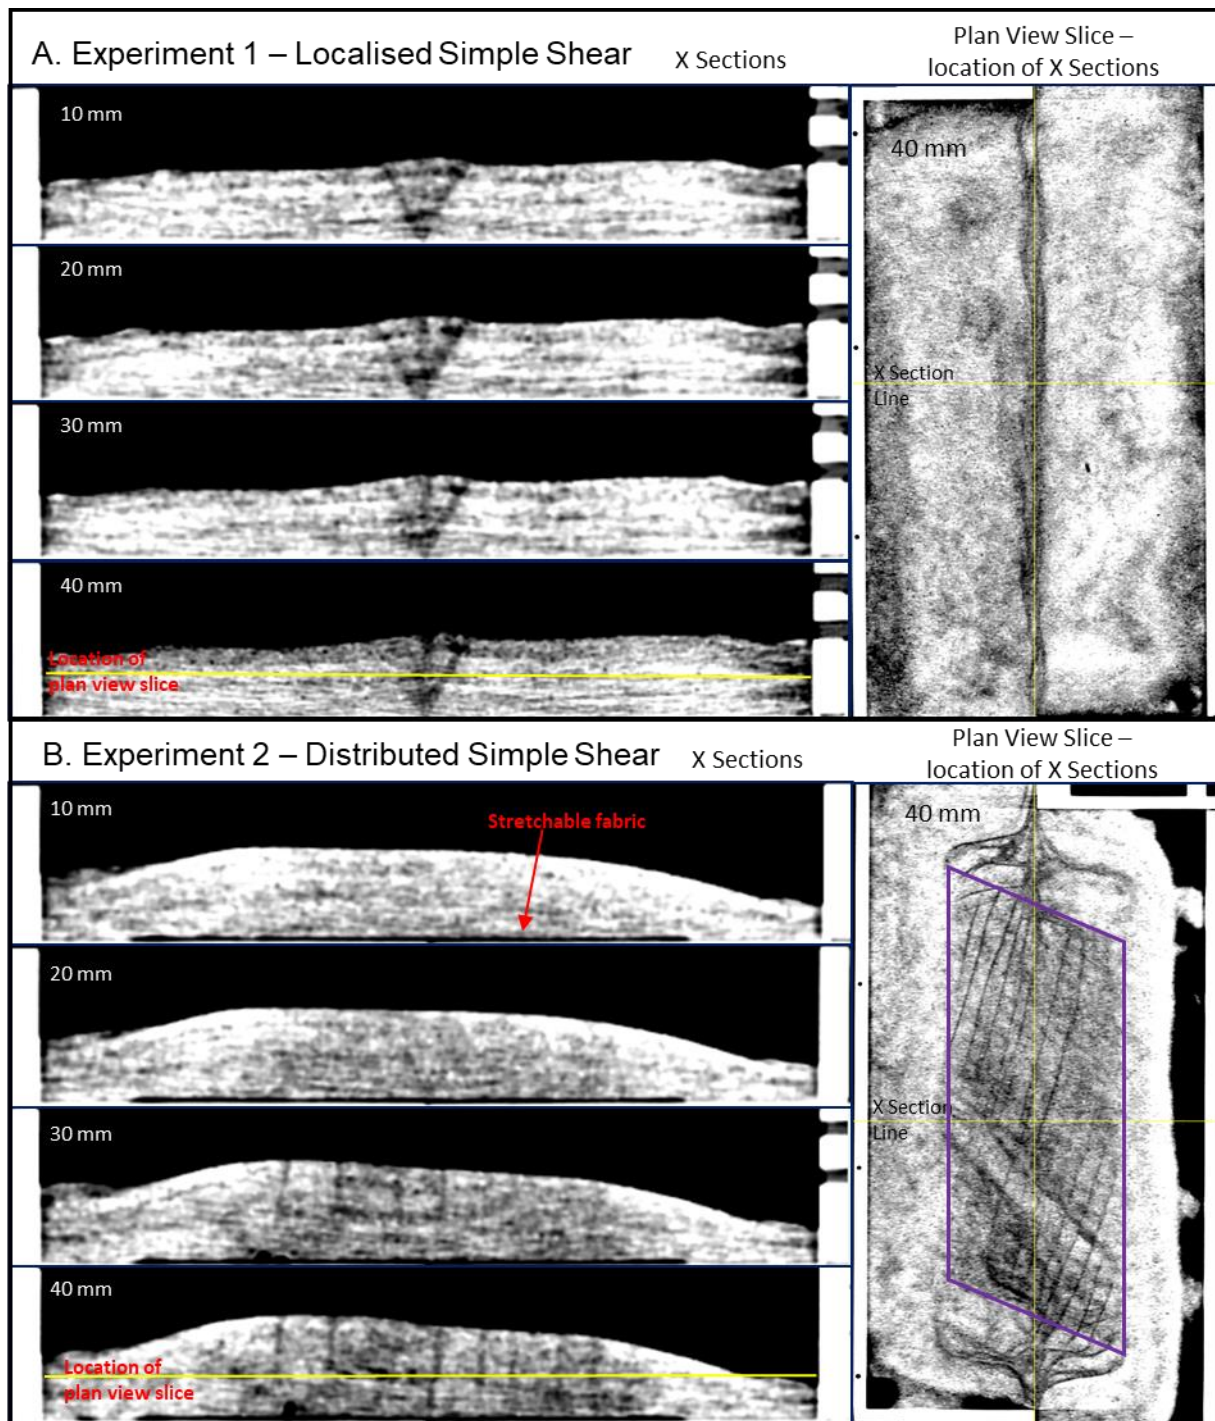 A. Experiment 1 – Localised Simple Shear
X Sections
Plan View Slice –
location of X Sections
10 mm
20 mm
30 mm
40 mm
Location of
plan view slice
40 mm
X Section
Line
B. Experiment 2 – Distributed Simple Shear
X Sections
Plan View Slice –
location of X Sections
10 mm
Stretchable fabric
20 mm
30 mm
40 mm
Location of
plan view slice
40 mm
X Section
Line